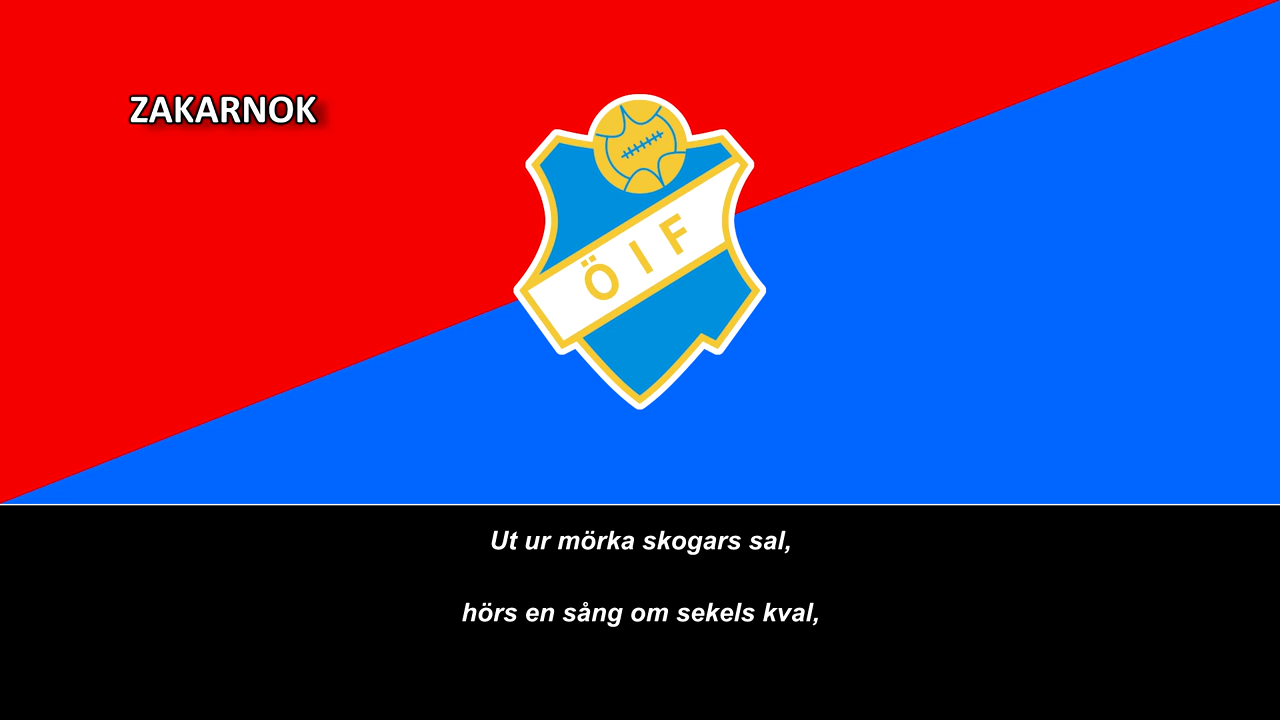 ZAKARNOK
ÖIF
Ut ur mörka skogars sal,
hörs en sång om sekels kval,